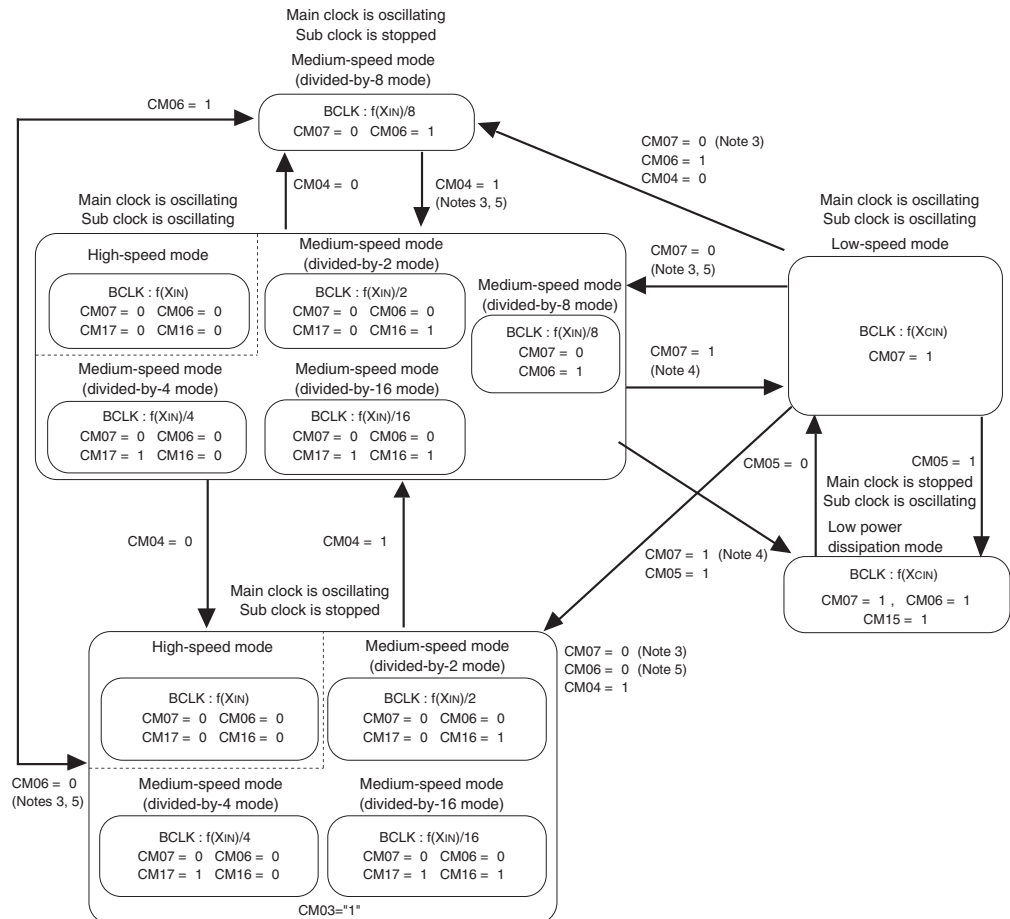 Main clock is oscillating
Sub clock is stopped
Medium-speed mode
(divided-by-8 mode)
CM06 = 1
BCLK : f(XIN)/8
CM07 = 0 CM06 = 1
CM07 = 0 (Note 3)
CM06 = 1
CM04 = 0
CM04 = 0
CM04 = 1
(Notes 3, 5)
Main clock is oscillating
Sub clock is oscillating
Main clock is oscillating
Sub clock is oscillating
Low-speed mode
High-speed mode
BCLK : f(XIN)
CM07 = 0 CM06 = 0
CM17 = 0 CM16 = 0
Medium-speed mode
(divided-by-2 mode)
BCLK : f(XIN)/2
CM07 = 0 CM06 = 0
CM17 = 0 CM16 = 1
Medium-speed mode
(divided-by-8 mode)
BCLK : f(XIN)/8
CM07 = 0
CM06 = 1
CM07 = 0
(Note 3, 5)
CM07 = 1
(Note 4)
BCLK : f(XCIN)
CM07 = 1
Medium-speed mode
(divided-by-4 mode)
BCLK : f(XIN)/4
CM07 = 0 CM06 = 0
CM17 = 1 CM16 = 0
Medium-speed mode
(divided-by-16 mode)
BCLK : f(XIN)/16
CM07 = 0 CM06 = 0
CM17 = 1 CM16 = 1
CM05 = 0
CM05 = 1
Main clock is stopped
Sub clock is oscillating
Low power
dissipation mode
BCLK : f(XCIN)
CM07 = 1 , CM06 = 1
CM15 = 1
CM04 = 0
CM04 = 1
CM07 = 1 (Note 4)
CM05 = 1
Main clock is oscillating
Sub clock is stopped
CM07 = 0 (Note 3)
CM06 = 0 (Note 5)
CM04 = 1
High-speed mode
BCLK : f(XIN)
CM07 = 0 CM06 = 0
CM17 = 0 CM16 = 0
Medium-speed mode
(divided-by-2 mode)
BCLK : f(XIN)/2
CM07 = 0 CM06 = 0
CM17 = 0 CM16 = 1
CM06 = 0
(Notes 3, 5)
Medium-speed mode
(divided-by-4 mode)
BCLK : f(XIN)/4
CM07 = 0 CM06 = 0
CM17 = 1 CM16 = 0
Medium-speed mode
(divided-by-16 mode)
BCLK : f(XIN)/16
CM07 = 0 CM06 = 0
CM17 = 1 CM16 = 1
CM03="1"